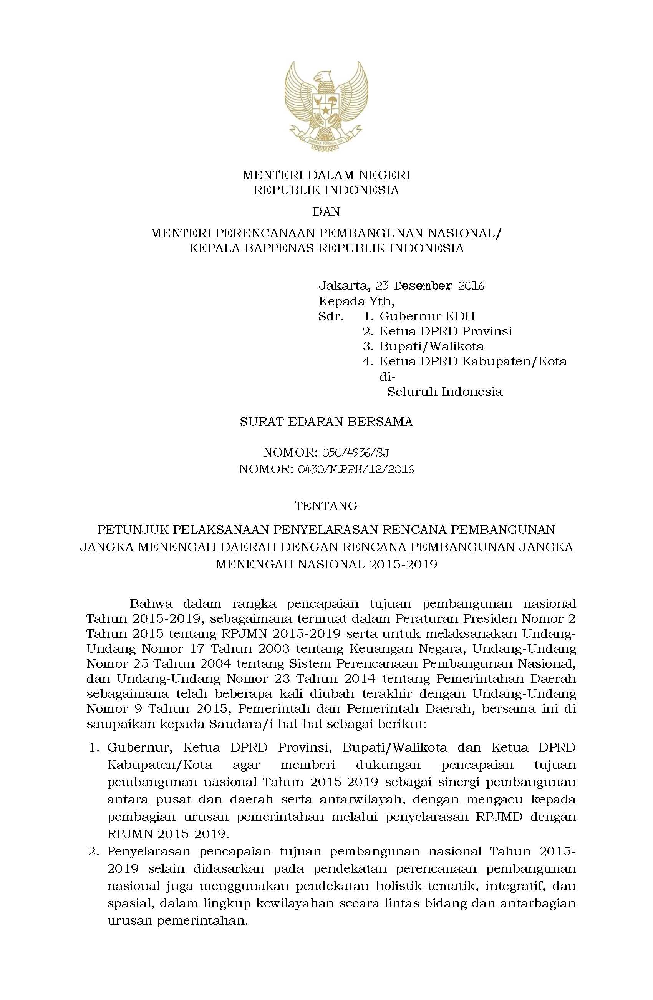 BHINEKA TUNGGAL IKA
MENTERI DALAM NEGERI
REPUBLIK INDONESIA
DAN
MENTERI PERENCANAAN PEMBANGUNAN NASIONAL/
KEPALA BAPPENAS REPUBLIK INDONESIA
Jakarta, 23 Desember 2016
Kepada Yth,
Sdr. 1. Gubernur KDH
2. Ketua DPRD Provinsi
3. Bupati/Walikota
4. Ketua DPRD Kabupaten/Kota
di-
Seluruh Indonesia
SURAT EDARAN BERSAMA
NOMOR: 050/4936/SJ
NOMOR: 0430/M.PPN/12/2016
TENTANG
PETUNJUK PELAKSANAAN PENYELARASAN RENCANA PEMBANGUNAN
JANGKA MENENGAH DAERAH DENGAN RENCANA PEMBANGUNAN JANGKA
MENENGAH NASIONAL 2015-2019
Bahwa dalam rangka pencapaian tujuan pembangunan nasional
Tahun 2015-2019, sebagaimana termuat dalam Peraturan Presiden Nomor 2
Tahun 2015 tentang RPJMN 2015-2019 serta untuk melaksanakan Undang-
Undang Nomor 17 Tahun 2003 tentang Keuangan Negara, Undang-Undang
Nomor 25 Tahun 2004 tentang Sistem Perencanaan Pembangunan Nasional,
dan Undang-Undang Nomor 23 Tahun 2014 tentang Pemerintahan Daerah
sebagaimana telah beberapa kali diubah terakhir dengan Undang-Undang
Nomor 9 Tahun 2015, Pemerintah dan Pemerintah Daerah, bersama ini di
sampaikan kepada Saudara/i hal-hal sebagai berikut:
1. Gubernur, Ketua DPRD Provinsi, Bupati/Walikota dan Ketua DPRD
Kabupaten/Kota agar memberi dukungan pencapaian tujuan
pembangunan nasional Tahun 2015-2019 sebagai sinergi pembangunan
antara pusat dan daerah serta antarwilayah, dengan mengacu kepada
pembagian urusan pemerintahan melalui penyelarasan RPJMD dengan
RPJMN 2015-2019.
2. Penyelarasan pencapaian tujuan pembangunan nasional Tahun 2015-
2019 selain didasarkan pada pendekatan perencanaan pembangunan
nasional juga menggunakan pendekatan holistik-tematik, integratif, dan
spasial, dalam lingkup kewilayahan secara lintas bidang dan antarbagian
urusan pemerintahan.